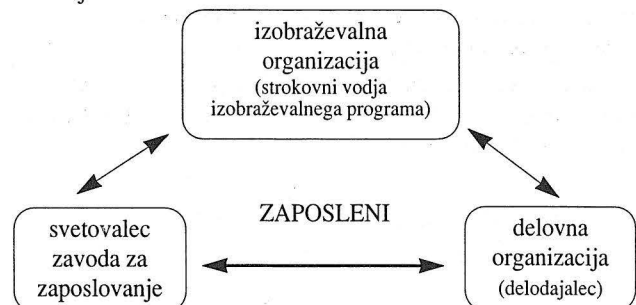 izobraževalna
organizacija
(strokovni vodja
izobraževalnega programa)
ZAPOSLENI
svetovalec
zavoda za
zaposlovanje
delovna
organizacija
(delodajalec)